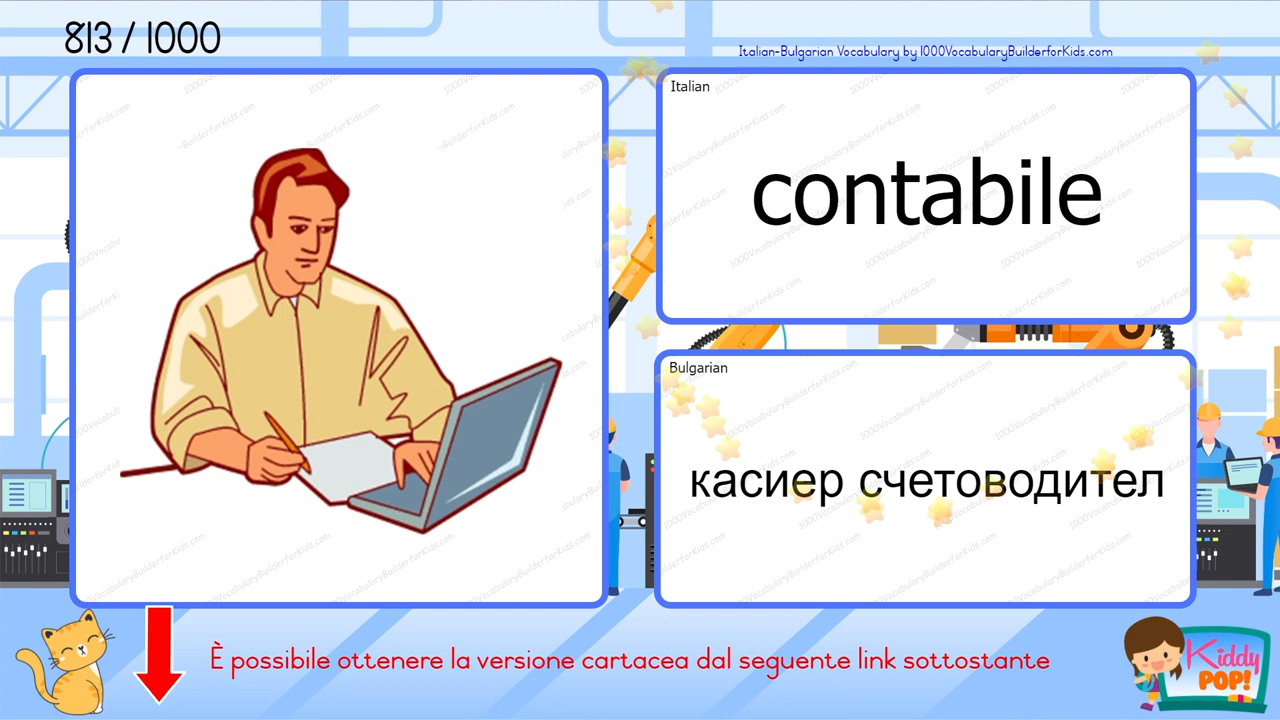 813 / 1000
Italian-Bulgarian Vocabulary by 1000VocabularyBuilderforKids.com
Italian
contabile
Bulgarian
касиер счетоводител
È possibile ottenere la versione cartacea dal seguente link sottostante
Kiddy
POP!